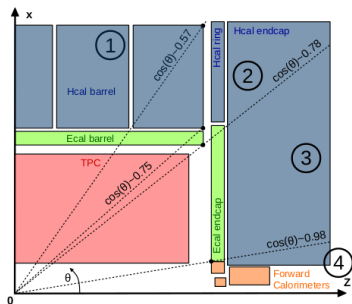 x
1
Hcal barrel
cos(θ)~0.57
Hcal ring
Hcal endcap
cos(θ)~0.78
2
Ecal barrel
TPC
cos(θ)~0.75
Ecal endcap
3
cos(θ)~0.98
4
θ
Forward
Calorimeters
0
Z